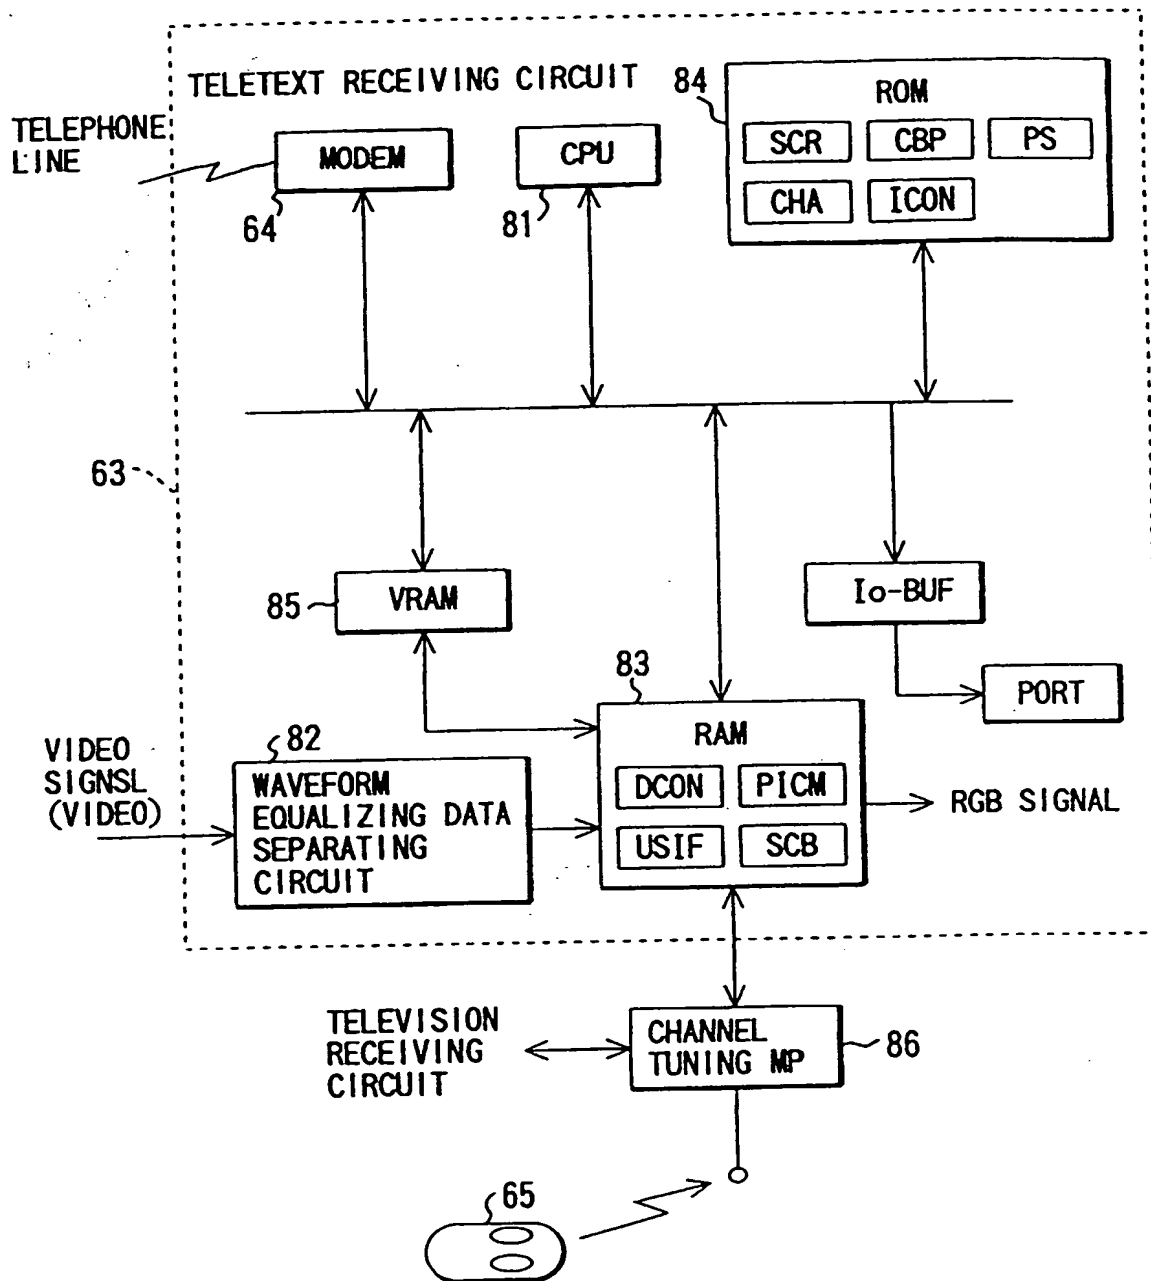 TELETEXT RECEIVING CIRCUIT
TELEPHONE
LINE
MODEM
64
CPU
81
84
ROM
SCR
CBP
PS
CHA
ICON
63
VRAM
85
Io-BUF
PORT
83
RAM
DCON
PICM
USIF
SCB
RGB SIGNAL
VIDEO
SIGNSL
(VIDEO)
82
WAVEFORM
EQUALIZING DATA
SEPARATING
CIRCUIT
TELEVISION
RECEIVING
CIRCUIT
CHANNEL
TUNING MP
86
65